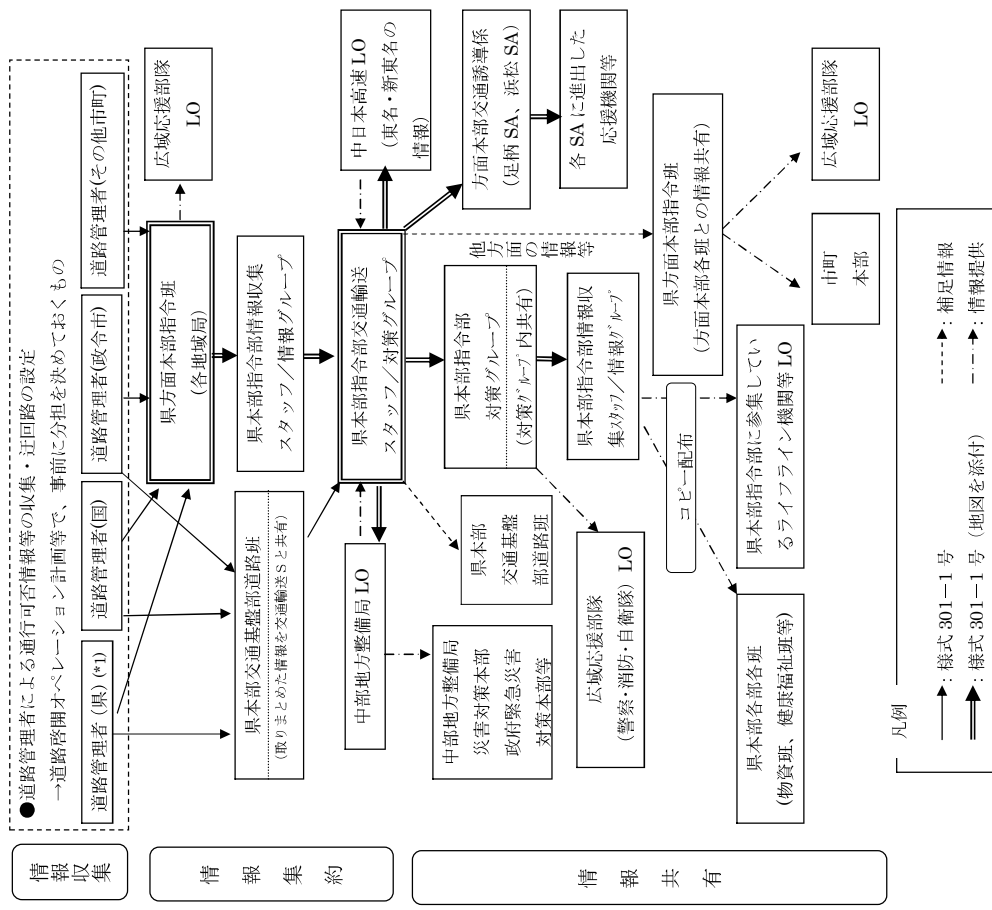 ●道路管理者による通行可否情報等の収集・迂回路の設定
→道路啓開オペレーション計画等で、事前に分担を決めておくもの
情報
収集
道路管理者(県)(*1)
道路管理者(国)
道路管理者(政令市)
道路管理者(その他市町)
情報集約
県本部交通基盤部道路班
(取りまとめた情報を交通輸送Sと共有)
県方面本部指令班
(各地域局)
広域応援部隊
LO
県本部指令部情報収集
スタッフ/情報グループ
県本部指令部交通輸送
スタッフ/対策グループ
中部地方整備局 LO
中日本高速 LO
(東名・新東名の
情報)
情報共有
中部地方整備局
災害対策本部
政府緊急災害
対策本部等
県本部
交通基盤
部道路班
県本部指令部
対策グループ
(対策グループ内共有)
他方面の
情報等
方面本部交通誘導係
(足柄 SA、浜松 SA)
各 SA に進出した
応援機関等
広域応援部隊
(警察・消防・自衛隊) LO
県本部指令部情報収
集スタッフ/情報グループ
県方面本部指令班
(方面本部各班との情報共有)
コピー配布
県本部各部各班
(物資班、健康福祉班等)
県本部指令部に参集してい
るライフライン機関等 LO
市町
本部
広域応援部隊
LO
凡例
:様式 301-1 号
:補足情報
:様式 301-1 号(地図を添付)
:情報提供